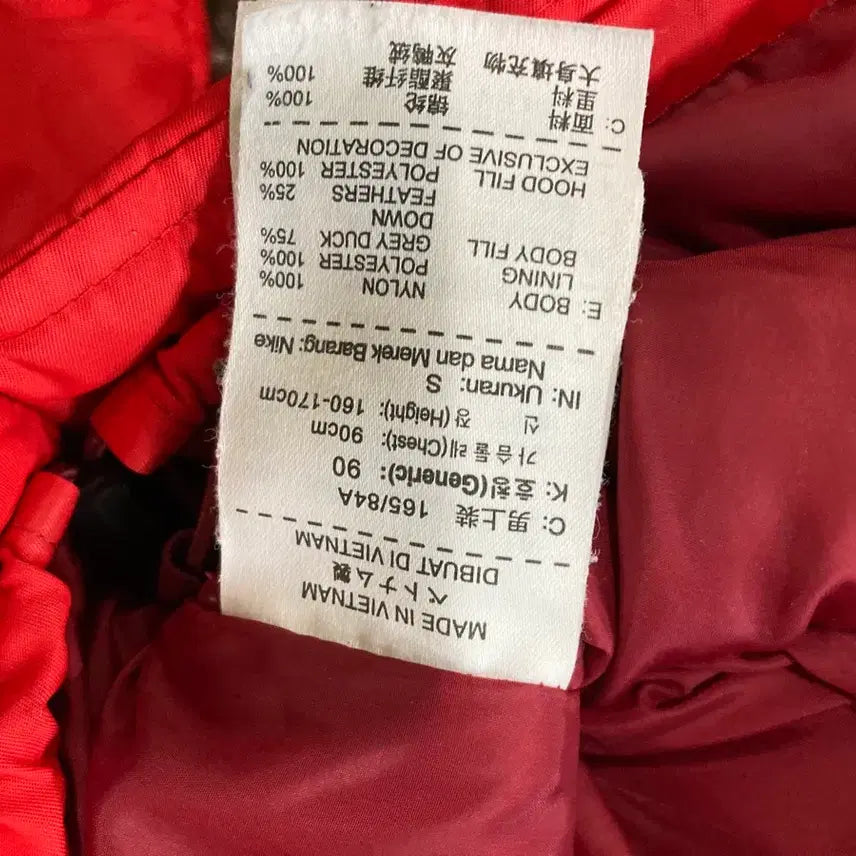 MADE IN VIETNAM
ベトナム製
DIBUAT DI VIETNAM
C: 男上装 165/84A
K: 호칭(Generic): 90
가슴둘레(Chest): 90cm
신 장 (Height): 160-170cm
IN: Ukuran: S
Nama dan Merek Barang: Nike
E: BODY NYLON 100%
LINING POLYESTER 100%
BODY FILL GREY DUCK 75%
DOWN
FEATHERS 25%
HOOD FILL POLYESTER 100%
EXCLUSIVE OF DECORATION
C: 面料 锦纶 100%
里料 聚酯纤维 100%
大身填充物 灰鸭绒